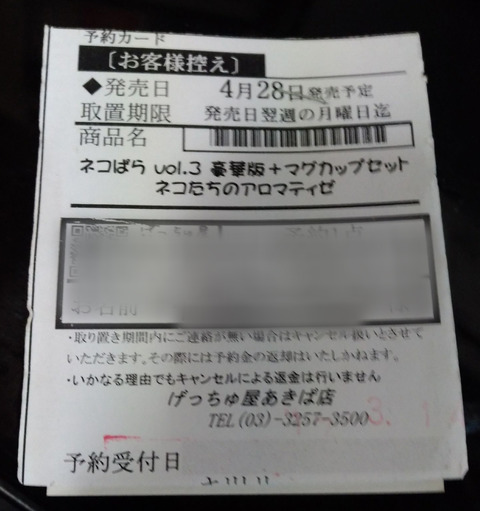 予約カード
〔お客様控え〕
◆発売日 4月28日発売予定
取置期限 発売日翌週の月曜日迄
商品名
ネコぱら vol.3 豪華版+マグカップセット
ネコたちのアロマティゼ
お名前
・取り置き期間内にご連絡が無い場合はキャンセル扱いとさせて
いただきます。その際には予約金の返却はいたしかねます。
・いかなる理由でもキャンセルによる返金は行いません
げっちゅ屋あきば店
TEL(03)-3257-3500
予約受付日